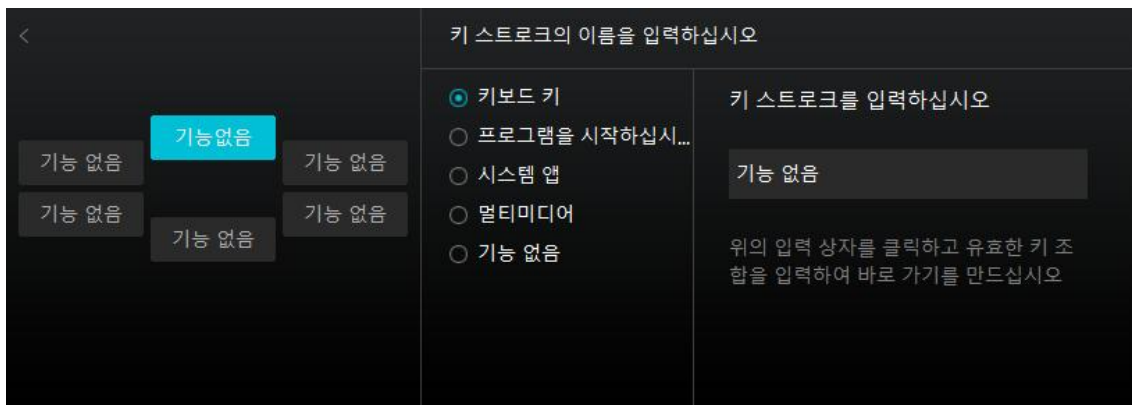 <
기능없음
기능 없음
기능 없음
기능 없음
기능 없음
기능 없음
키 스트로크의 이름을 입력하십시오
키보드 키
프로그램을 시작하십시...
시스템 앱
멀티미디어
기능 없음
키 스트로크를 입력하십시오
기능 없음
위의 입력 상자를 클릭하고 유효한 키 조
합을 입력하여 바로 가기를 만드십시오